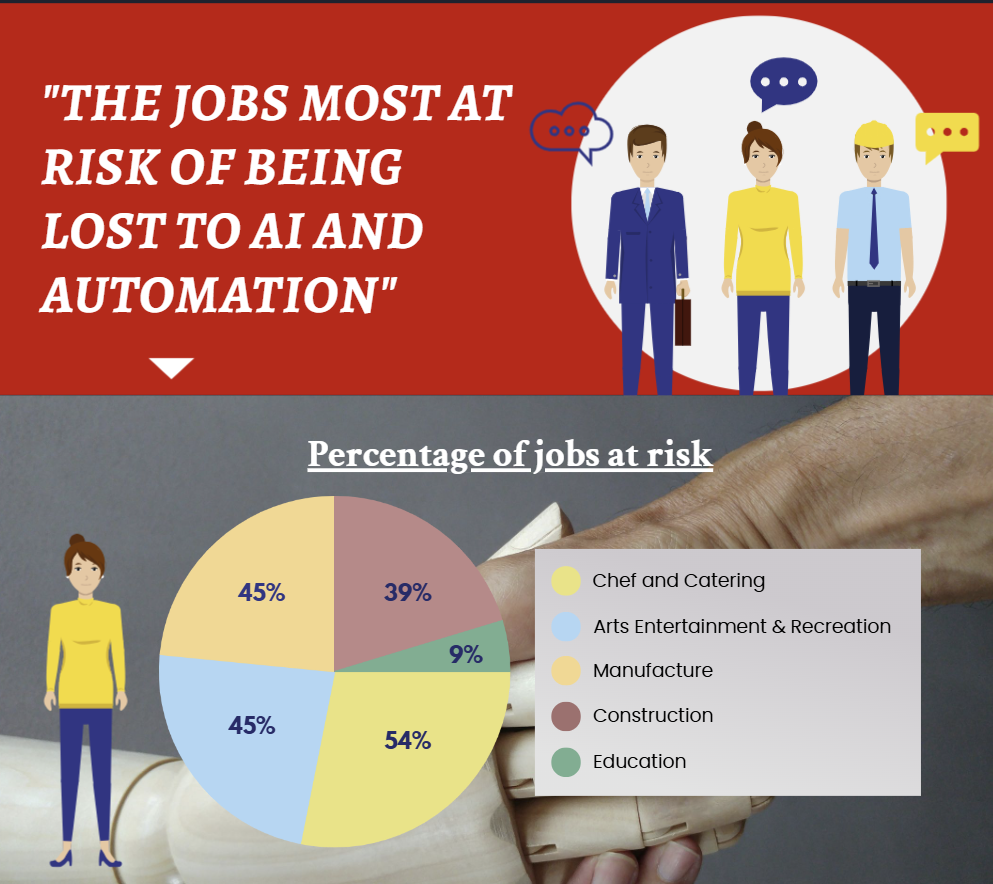 "THE JOBS MOST AT
RISK OF BEING
LOST TO AI AND
AUTOMATION"
Percentage of jobs at risk
45%
39%
9%
45%
54%
Chef and Catering
Arts Entertainment & Recreation
Manufacture
Construction
Education